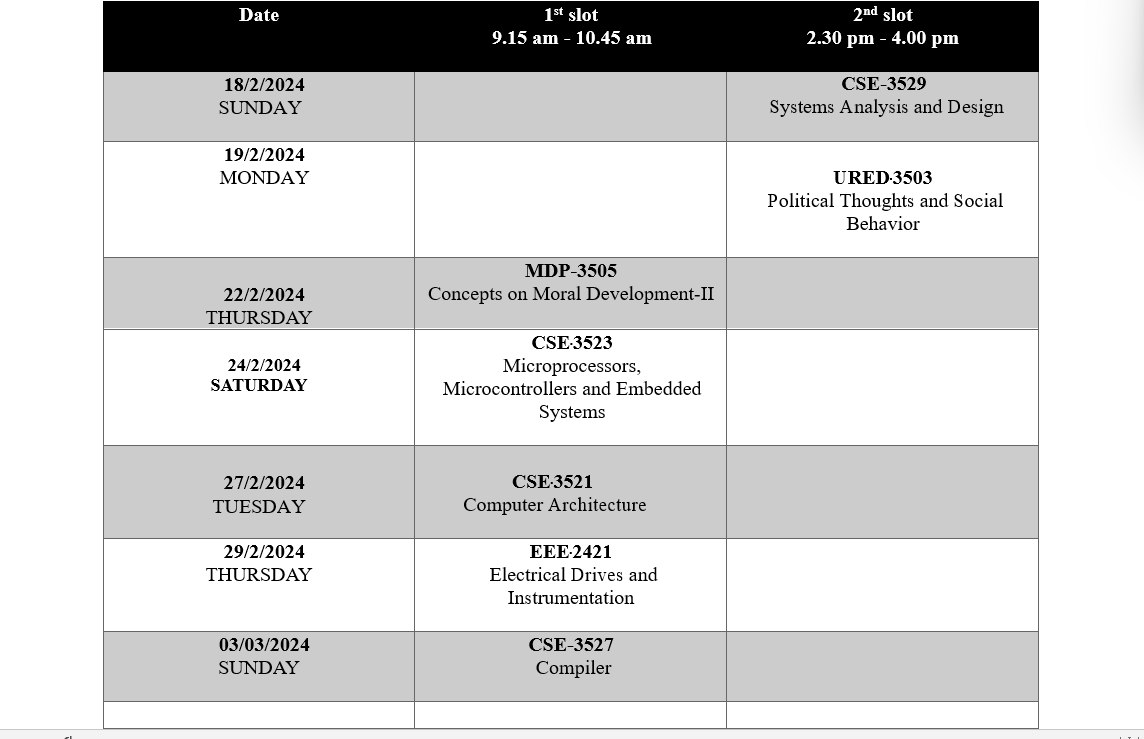 Date
1st slot
9.15 am - 10.45 am
2nd slot
2.30 pm - 4.00 pm
18/2/2024
SUNDAY
CSE-3529
Systems Analysis and Design
19/2/2024
MONDAY
URED-3503
Political Thoughts and Social
Behavior
22/2/2024
THURSDAY
MDP-3505
Concepts on Moral Development-II
24/2/2024
SATURDAY
CSE-3523
Microprocessors,
Microcontrollers and Embedded
Systems
27/2/2024
TUESDAY
CSE-3521
Computer Architecture
29/2/2024
THURSDAY
EEE-2421
Electrical Drives and
Instrumentation
03/03/2024
SUNDAY
CSE-3527
Compiler